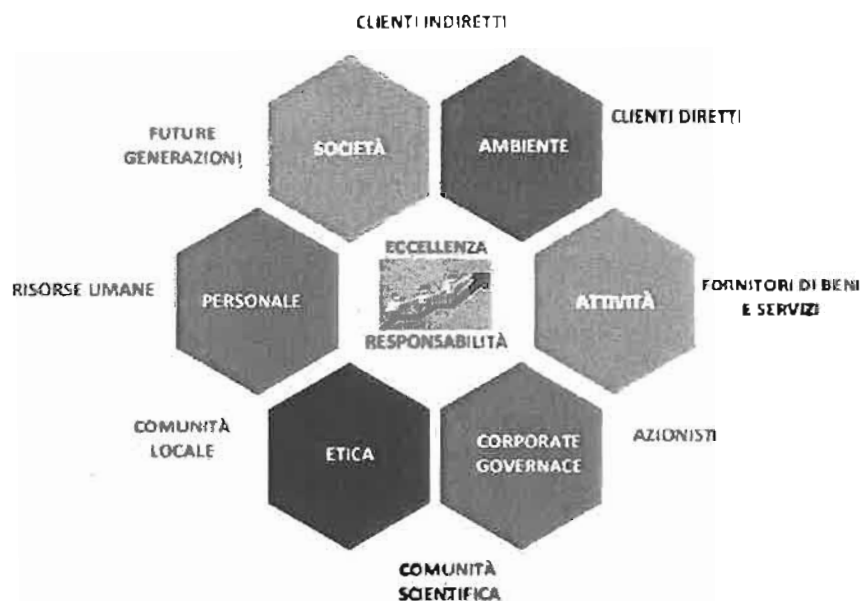 CLIENTI INDIRETTI
CLIENTI DIRETTI
FUTURE
GENERAZIONI
SOCIETÀ
AMBIENTE
ECCELLENZA
RISORSE UMANE
PERSONALE
ATTIVITÀ
FORNITORI DI BENI
E SERVIZI
RESPONSABILITÀ
COMUNITÀ
LOCALE
ETICA
CORPORATE
GOVERNACE
AZIONISTI
COMUNITÀ
SCIENTIFICA